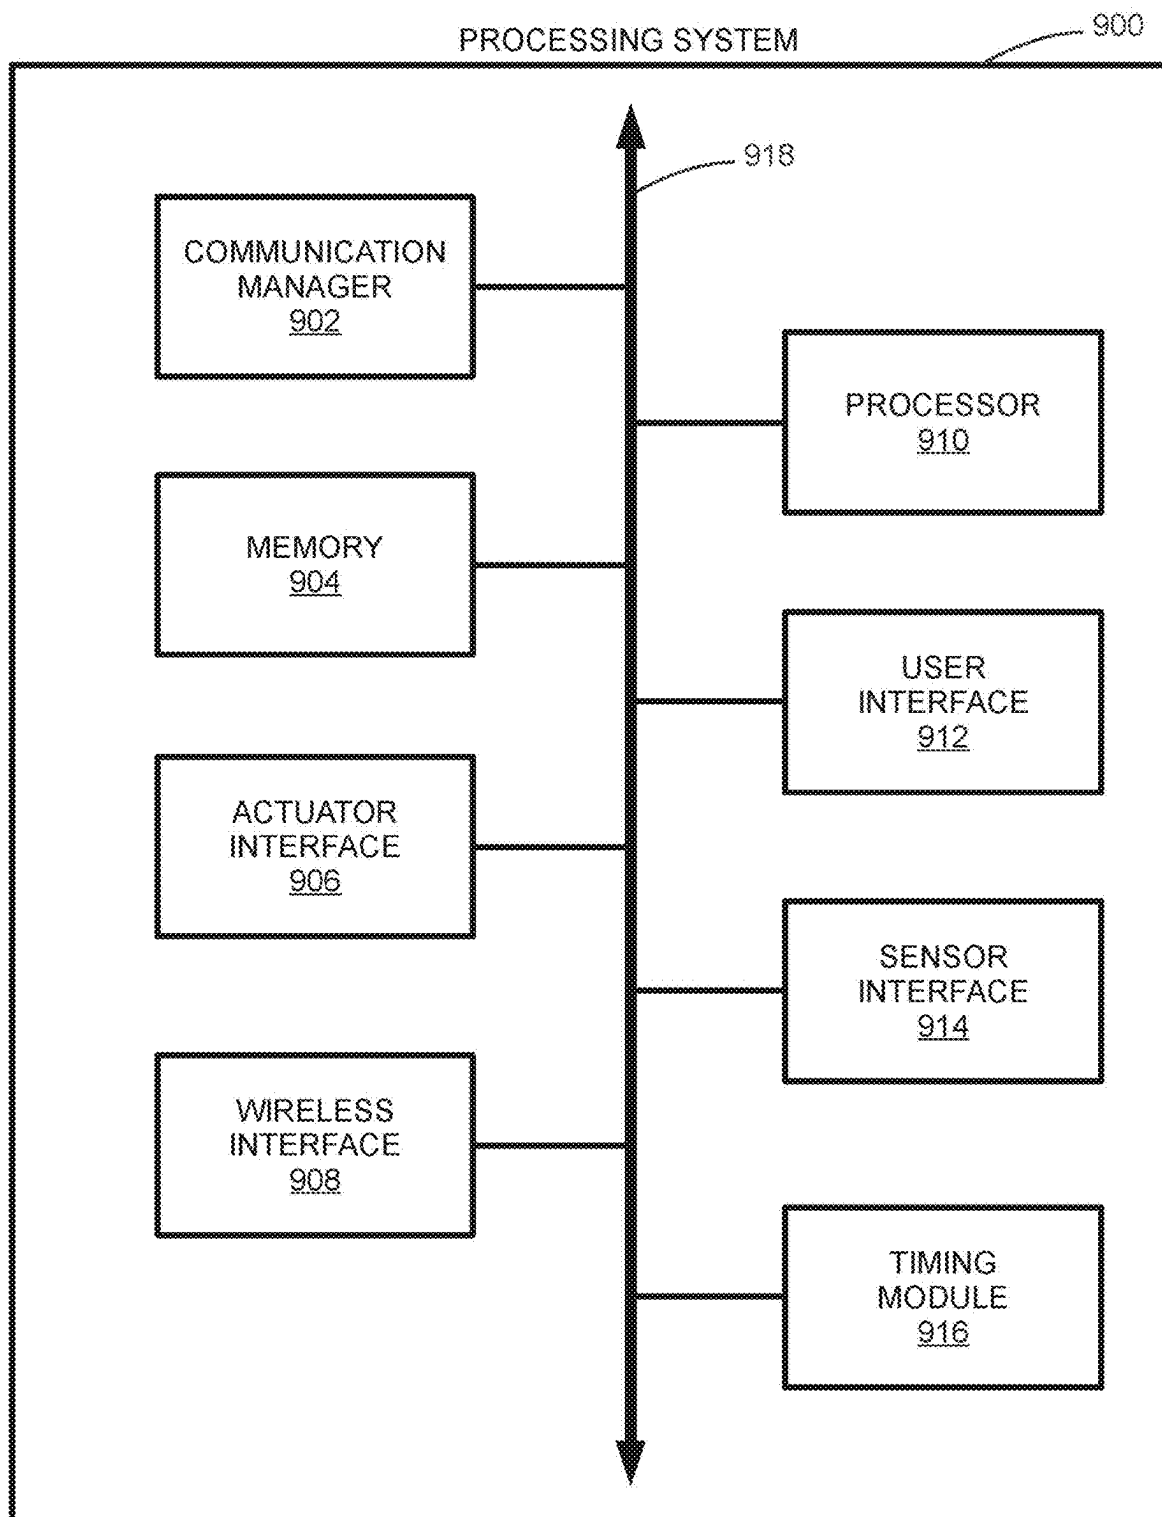 PROCESSING SYSTEM
900
918
COMMUNICATION
MANAGER
902
PROCESSOR
910
MEMORY
904
USER
INTERFACE
912
ACTUATOR
INTERFACE
906
SENSOR
INTERFACE
914
WIRELESS
INTERFACE
908
TIMING
MODULE
916